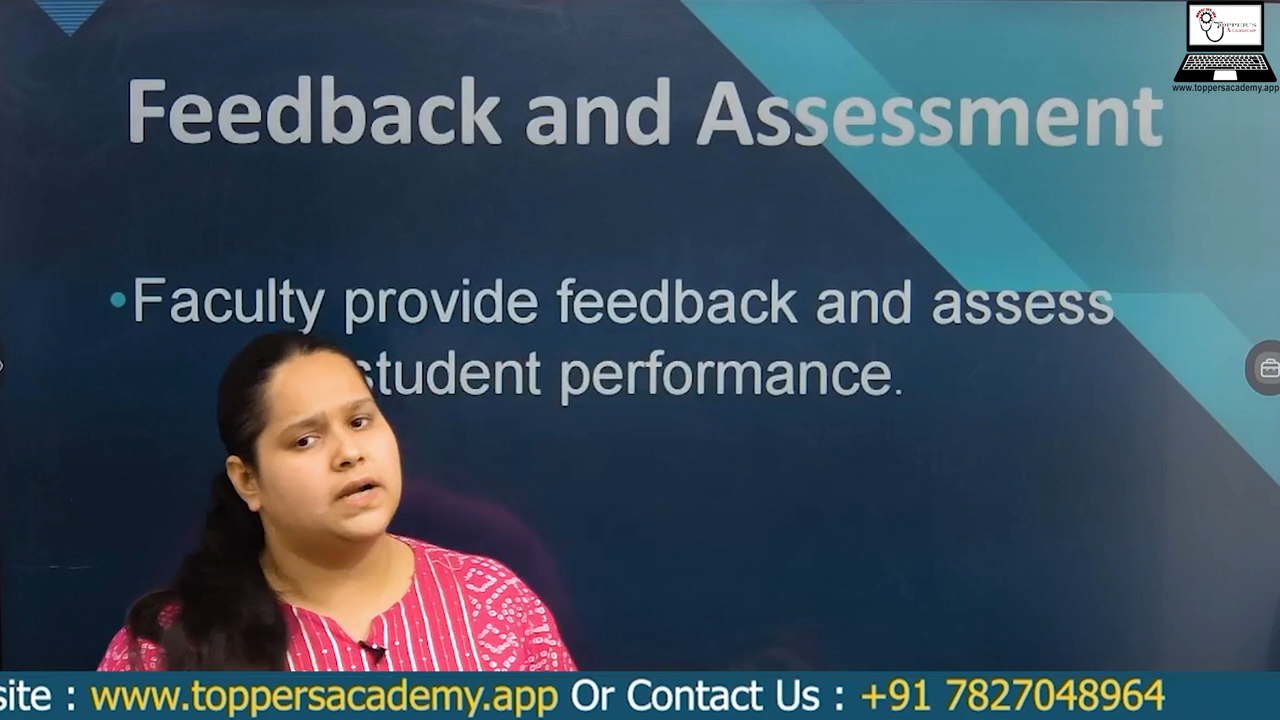 TOPPER'S
www.toppersacademy.app
Feedback and Assessment
•Faculty provide feedback and assess
student performance.
site : www.toppersacademy.app Or Contact Us : +91 7827048964